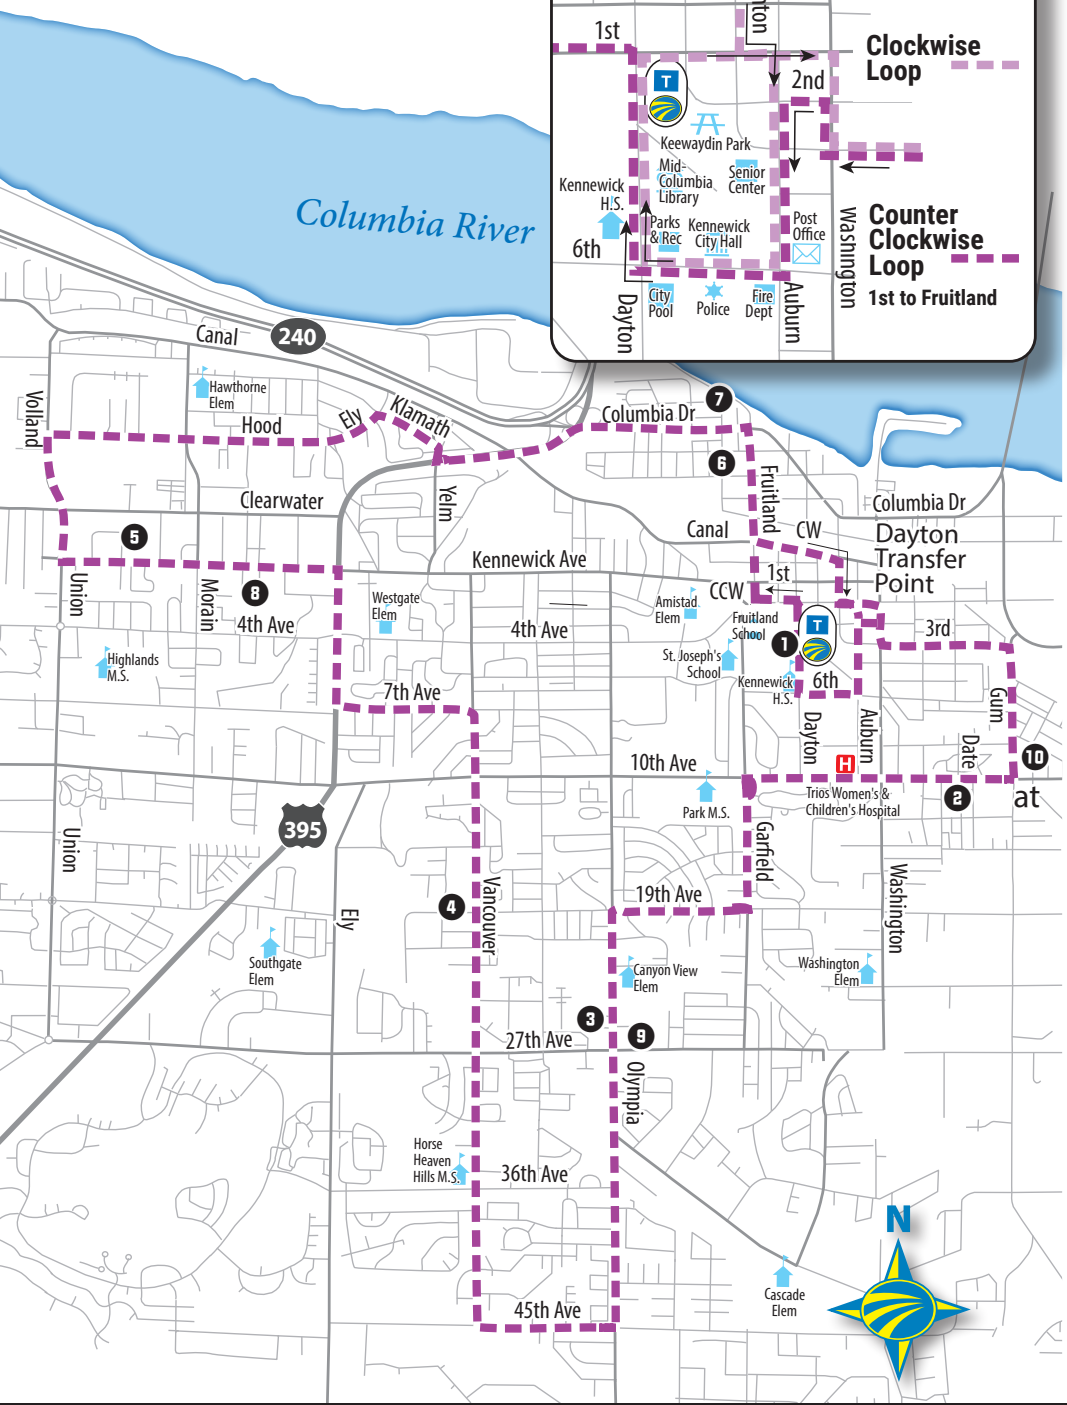 1st
nton
Clockwise
Loop
2nd
T
Keewaydin Park
Mid-
Columbia
Library
Senior
Center
Kennewick
H.S.
Parks
& Rec
Kennewick
City Hall
Post
Office
Washington
Counter
Clockwise
Loop
1st to Fruitland
6th
City
Pool
Police
Fire
Dept
Dayton
Auburn
Columbia River
Canal
240
Volland
Hawthorne
Elem
Hood
Ely
Klamath
Columbia Dr
7
6
Fruitland
Clearwater
Yelm
Columbia Dr
5
Canal
CW
Dayton
Transfer
Point
Kennewick Ave
1st
CCW
Union
Morain
8
4th Ave
Westgate
Elem
4th Ave
Amistad
Elem
Fruitland
School
T
1
3rd
St. Joseph's
School
Highlands
M.S.
Kennewick
H.S.
6th
7th Ave
Gum
Dayton
Auburn
Date
10th Ave
H
10
Trios Women's &
Children's Hospital
2
at
Park M.S.
395
Union
Garfield
19th Ave
Washington
Vancouver
4
Ely
Southgate
Elem
Canyon View
Elem
Washington
Elem
3
9
27th Ave
Olympia
Horse
Heaven
Hills M.S.
36th Ave
N
Cascade
Elem
45th Ave